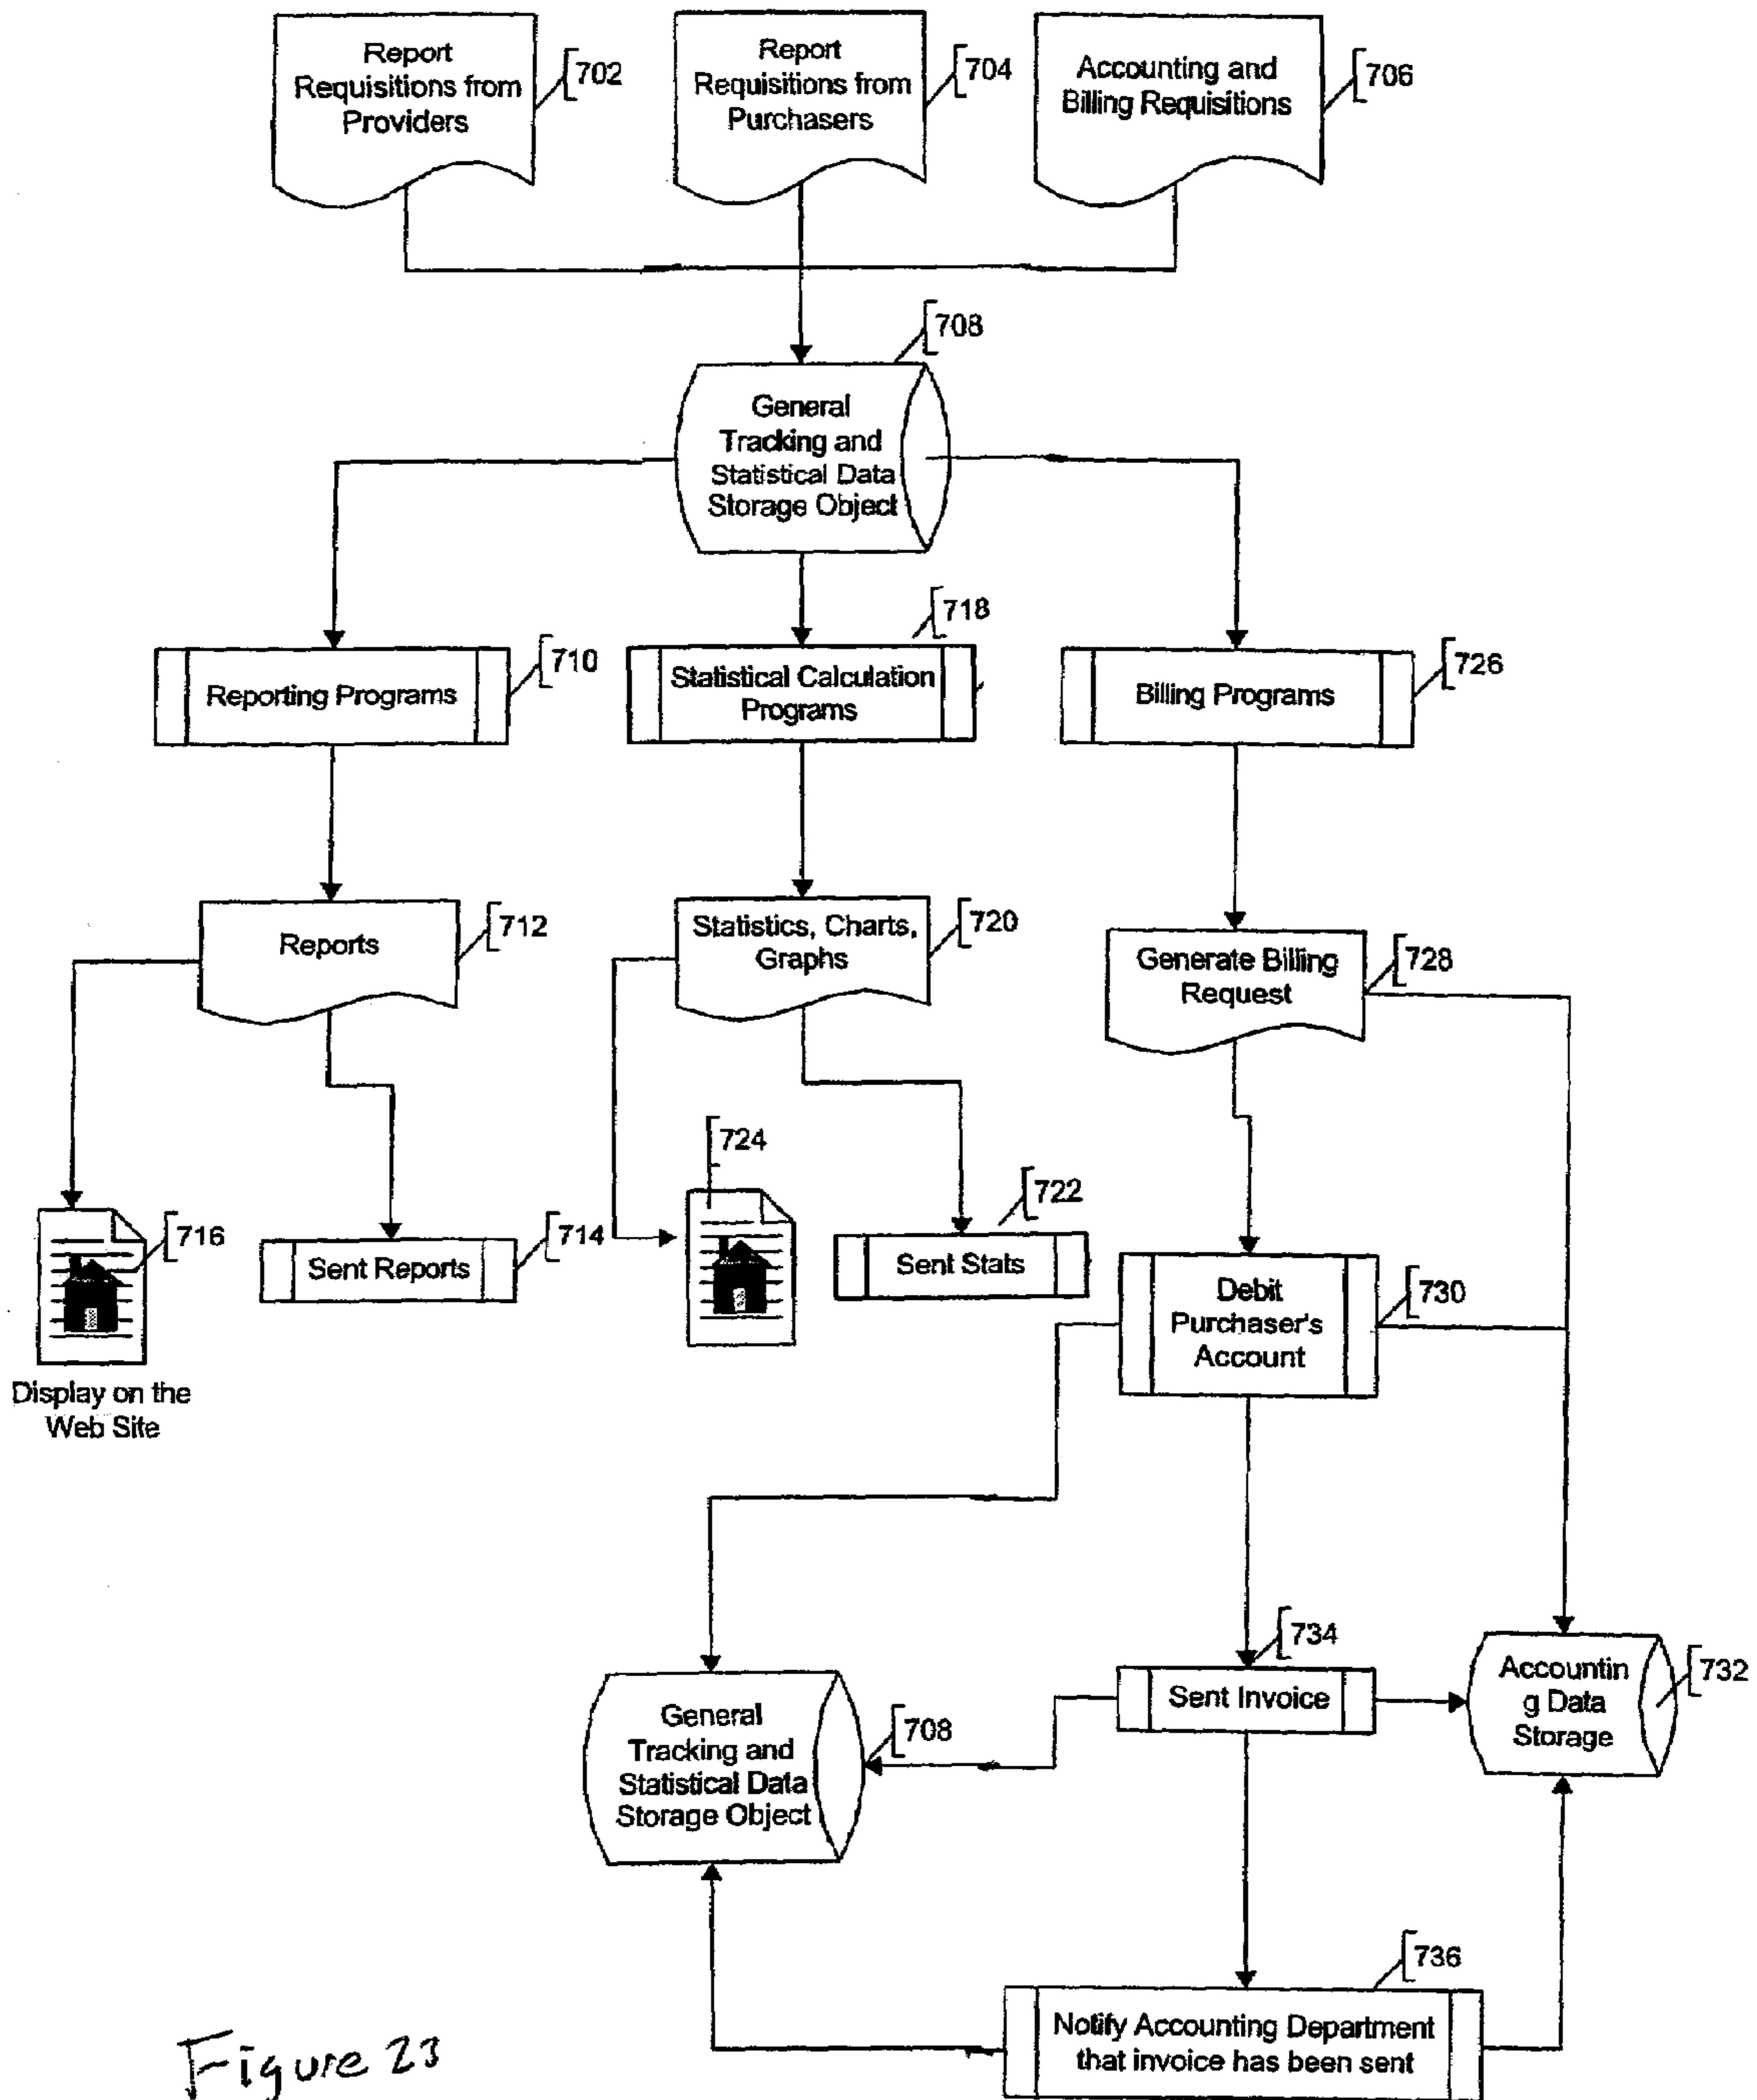 Report
Requisitions from
Providers
702
Report
Requisitions from
Purchasers
704
Accounting and
Billing Requisitions
706
708
General
Tracking and
Statistical Data
Storage Object
Reporting Programs
710
718
Statistical Calculation
Programs
Billing Programs
726
Reports
712
Statistics, Charts,
Graphs
720
Generate Billing
Request
728
716
Display on the
Web Site
Sent Reports
714
724
722
Sent Stats
Debit
Purchaser's
Account
730
734
Sent Invoice
Accountin
g Data
Storage
732
General
Tracking and
Statistical Data
Storage Object
708
736
Notify Accounting Department
that invoice has been sent
Figure 23